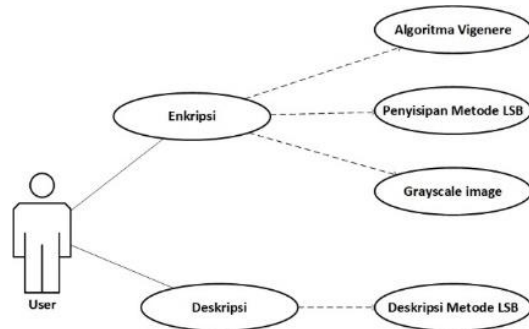 Algoritma Vigenere
Enkripsi
Penyisipan Metode LSB
Grayscale image
User
Deskripsi
Deskripsi Metode LSB